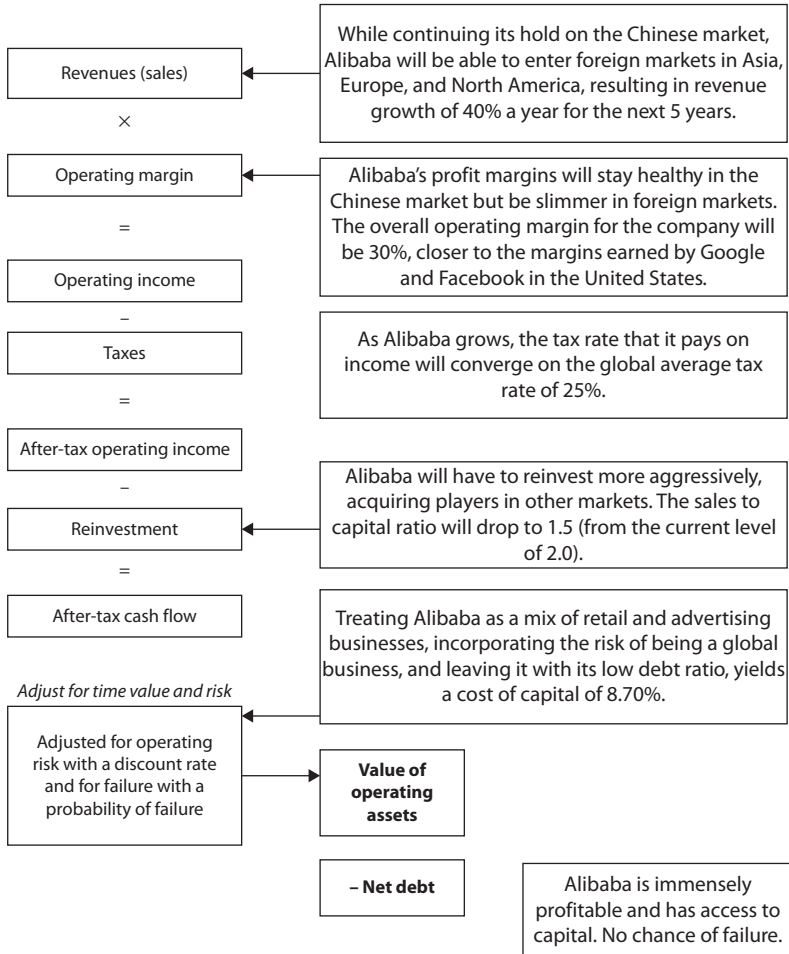 While continuing its hold on the Chinese market,
Alibaba will be able to enter foreign markets in Asia,
Europe, and North America, resulting in revenue
growth of 40% a year for the next 5 years.
Revenues (sales)
×
Operating margin
Alibaba’s profit margins will stay healthy in the
Chinese market but be slimmer in foreign markets.
The overall operating margin for the company will
be 30%, closer to the margins earned by Google
and Facebook in the United States.
=
Operating income
–
Taxes
As Alibaba grows, the tax rate that it pays on
income will converge on the global average tax
rate of 25%.
=
After-tax operating income
–
Reinvestment
Alibaba will have to reinvest more aggressively,
acquiring players in other markets. The sales to
capital ratio will drop to 1.5 (from the current level
of 2.0).
=
After-tax cash flow
Treating Alibaba as a mix of retail and advertising
businesses, incorporating the risk of being a global
business, and leaving it with its low debt ratio, yields
a cost of capital of 8.70%.
Adjust for time value and risk
Adjusted for operating
risk with a discount rate
and for failure with a
probability of failure
Value of
operating
assets
– Net debt
Alibaba is immensely
profitable and has access to
capital. No chance of failure.